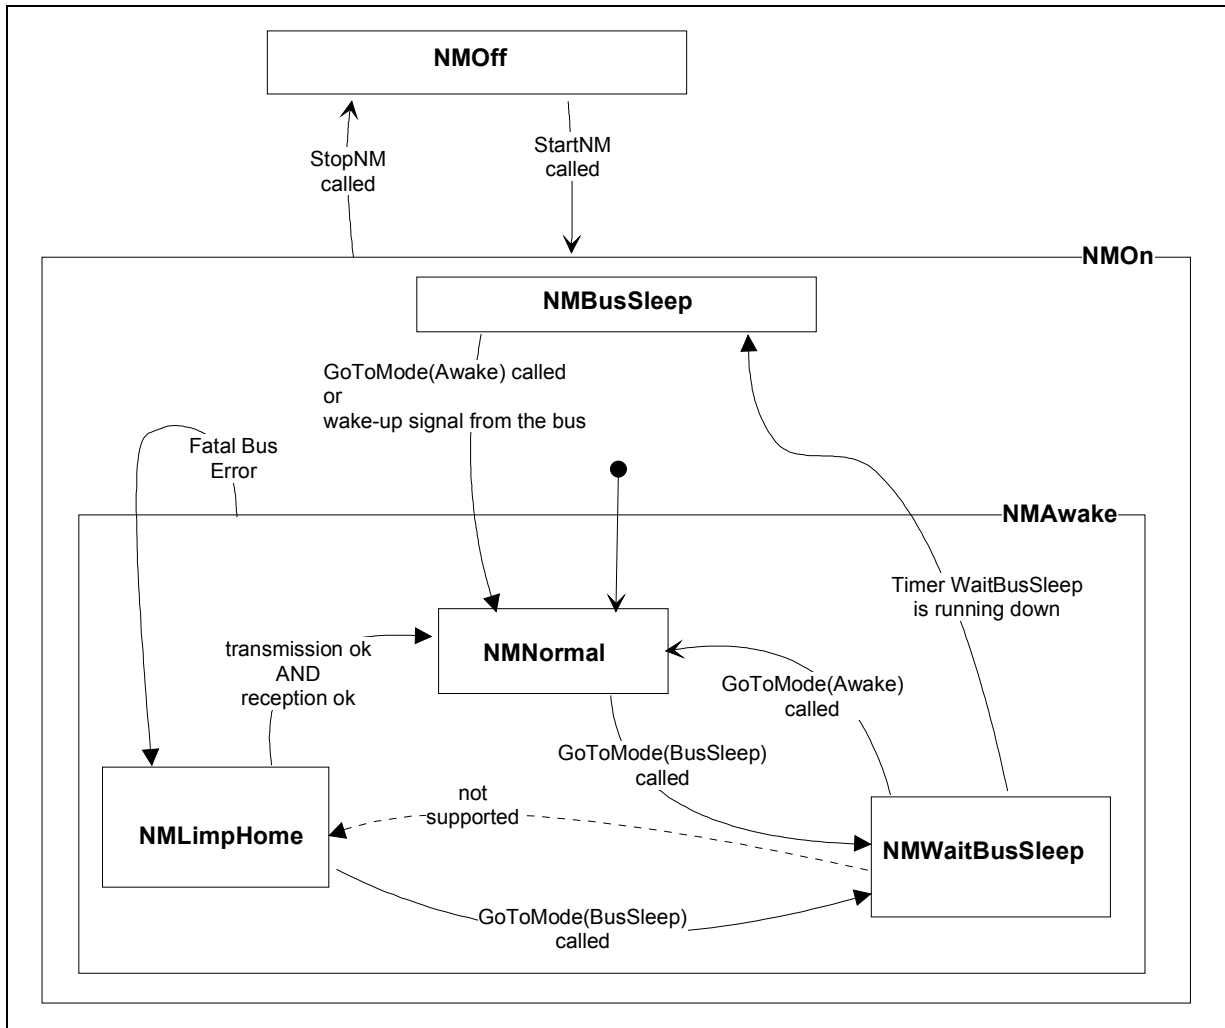 NMOff
StopNM
called
StartNM
called
NMOn
NMBusSleep
GoToMode(Awake) called
or
wake-up signal from the bus
Fatal Bus
Error
NMAwake
Timer WaitBusSleep
is running down
transmission ok
AND
reception ok
NMNormal
GoToMode(Awake)
called
GoToMode(BusSleep)
called
not
supported
NMLimpHome
NMWaitBusSleep
GoToMode(BusSleep)
called